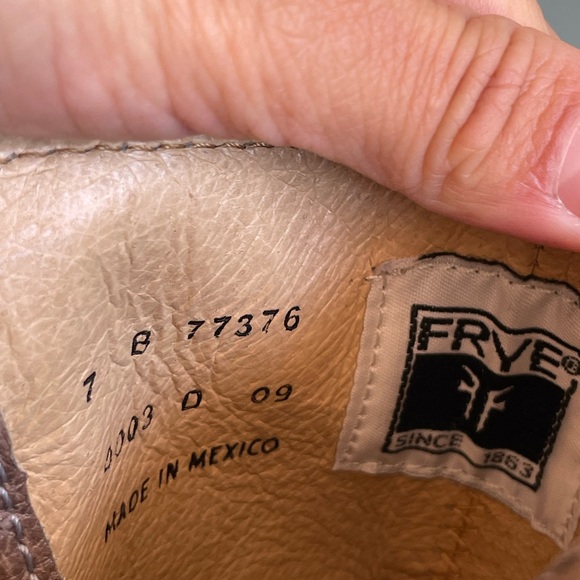 7 B 77376
0003 D 09
MADE IN MEXICO
FRYE®
SINCE 1863